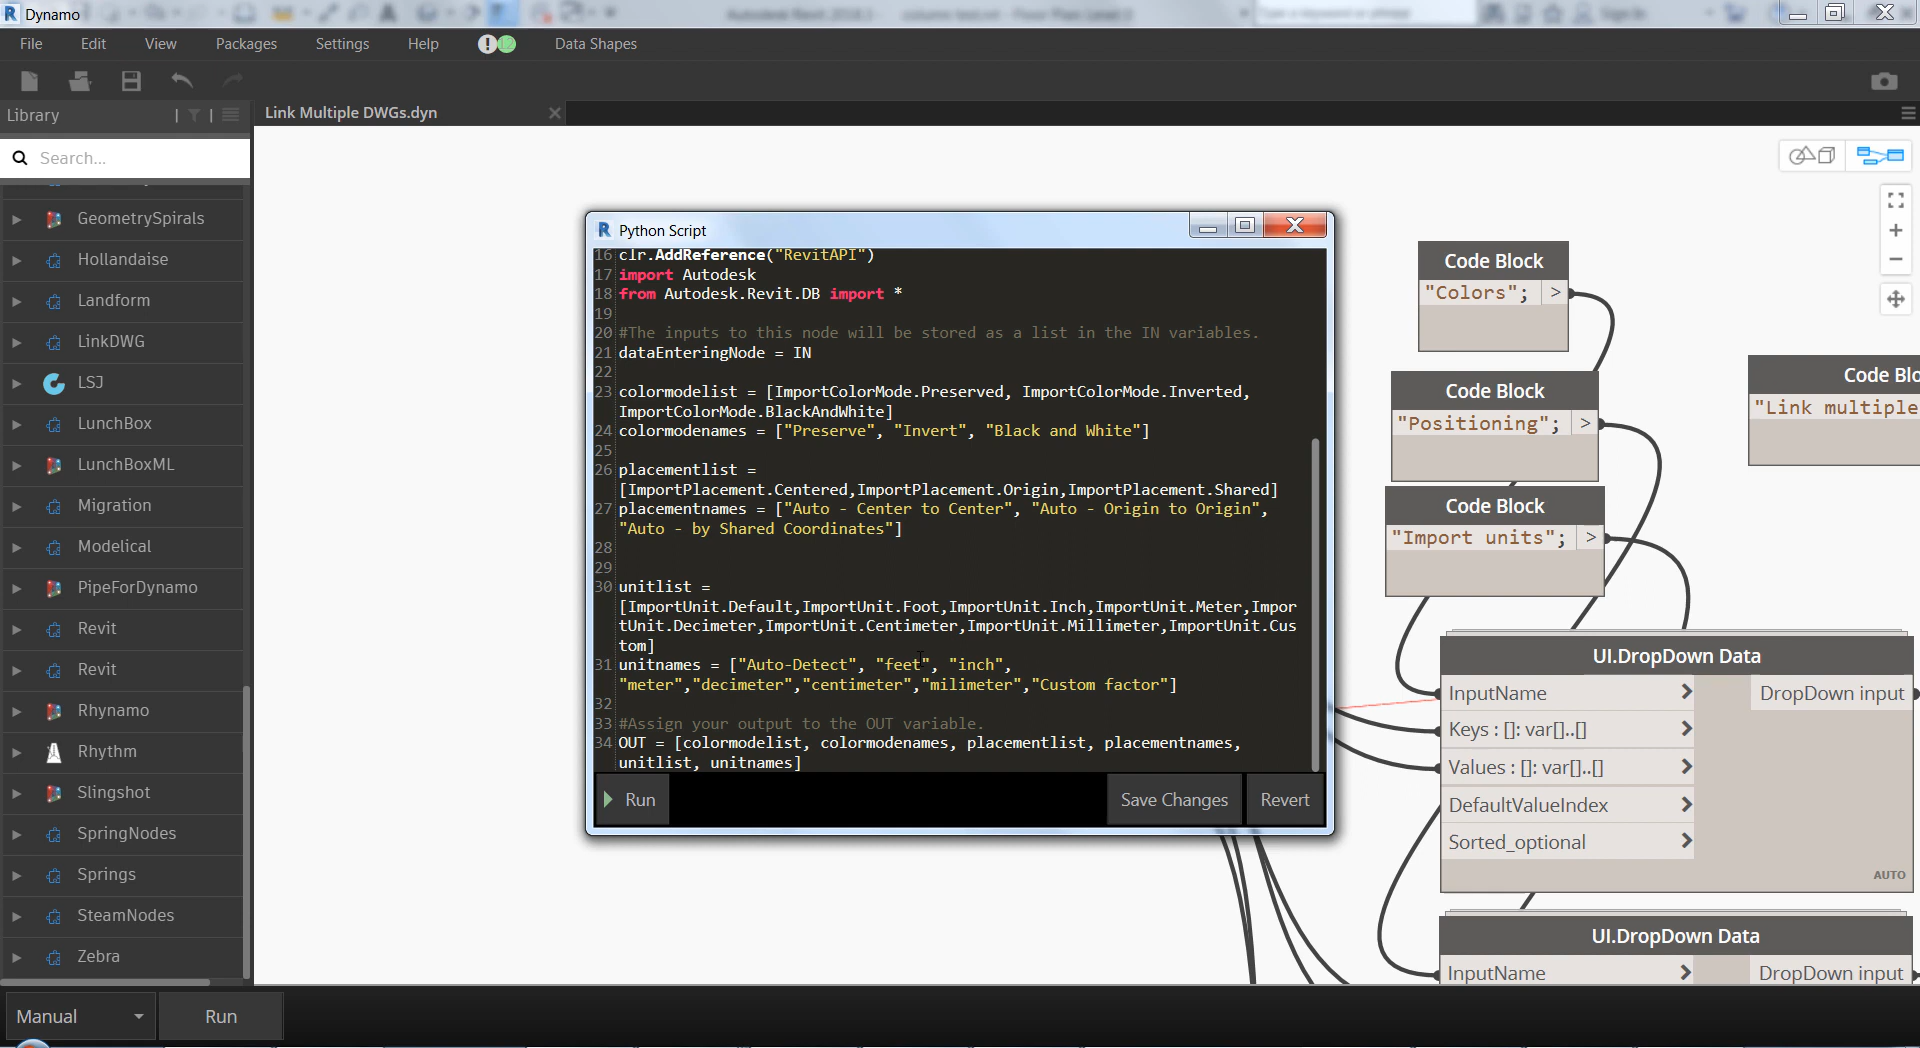 Dynamo
File Edit View Packages Settings Help ! 12 Data Shapes
Library
Link Multiple DWGs.dyn
Search...
GeometrySpirals
Hollandaise
Landform
LinkDWG
LSJ
LunchBox
LunchBoxML
Migration
Modelical
PipeForDynamo
Revit
Revit
Rhynamo
Rhythm
Slingshot
SpringNodes
Springs
SteamNodes
Zebra
Manual
Run
Python Script
16 clr.AddReference("RevitAPI")
17 import Autodesk
18 from Autodesk.Revit.DB import *
19
20 #The inputs to this node will be stored as a list in the IN variables.
21 dataEnteringNode = IN
22
23 colormodelist = [ImportColorMode.Preserved, ImportColorMode.Inverted,
ImportColorMode.BlackAndWhite]
24 colormodenames = ["Preserve", "Invert", "Black and White"]
25
26 placementlist =
[ImportPlacement.Centered,ImportPlacement.Origin,ImportPlacement.Shared]
27 placementnames = ["Auto - Center to Center", "Auto - Origin to Origin",
"Auto - by Shared Coordinates"]
28
29
30 unitlist =
[ImportUnit.Default,ImportUnit.Foot,ImportUnit.Inch,ImportUnit.Meter,Impor
tUnit.Decimeter,ImportUnit.Centimeter,ImportUnit.Millimeter,ImportUnit.Cus
tom]
31 unitnames = ["Auto-Detect", "feet", "inch",
"meter","decimeter","centimeter","milimeter","Custom factor"]
32
33 #Assign your output to the OUT variable.
34 OUT = [colormodelist, colormodenames, placementlist, placementnames,
unitlist, unitnames]
Run
Save Changes
Revert
Code Block
"Colors"; >
Code Block
"Positioning"; >
Code Block
"Import units"; >
Code Blo
"Link multiple
UI.DropDown Data
InputName
DropDown input
Keys : []: var[]..[]
Values : []: var[]..[]
DefaultValueIndex
Sorted_optional
AUTO
UI.DropDown Data
InputName
DropDown input